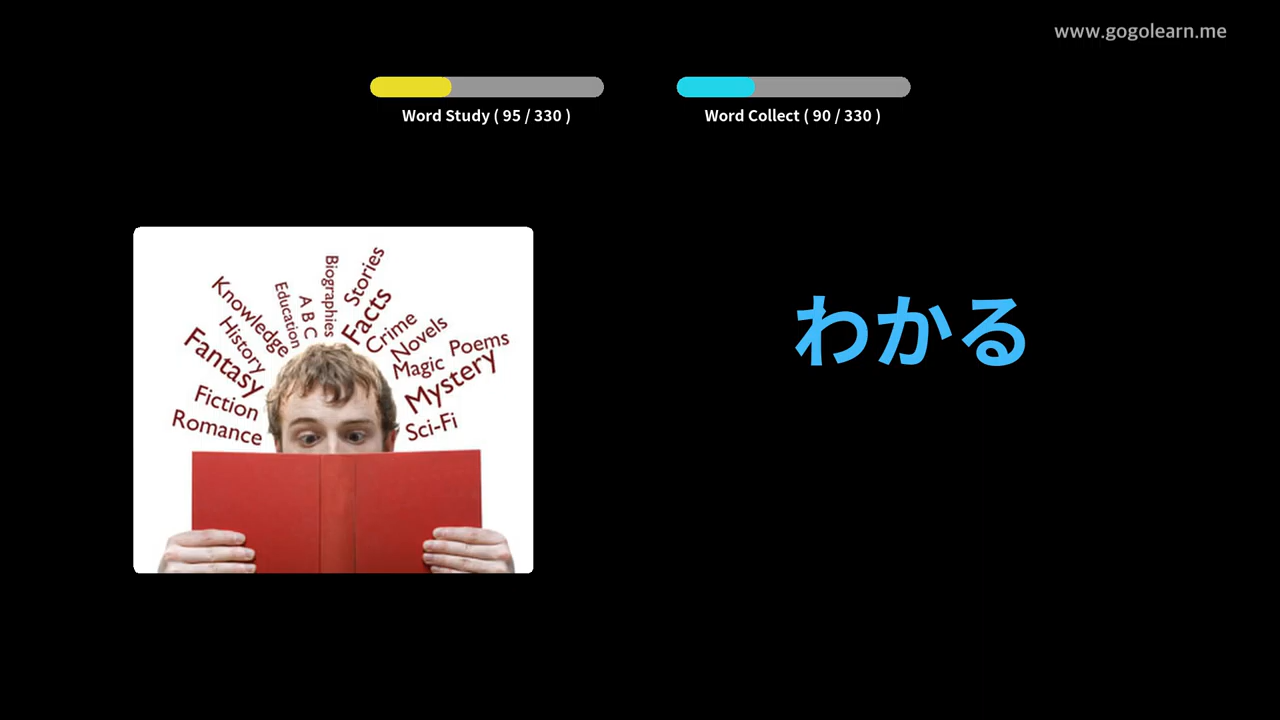 www.gogolearn.me
Word Study ( 95 / 330 )
Word Collect ( 90 / 330 )
わかる
Biographies
Stories
Education
A B C
Facts
Knowledge
Crime
History
Novels
Poems
Fantasy
Magic
Mystery
Fiction
Romance
Sci-Fi